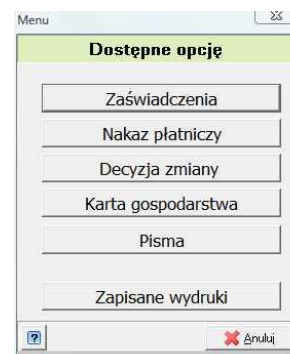 Menu
Dostępne opcję
Zaświadczenia
Nakaz płatniczy
Decyzja zmiany
Karta gospodarstwa
Pisma
Zapisane wydruki
? Anuluj